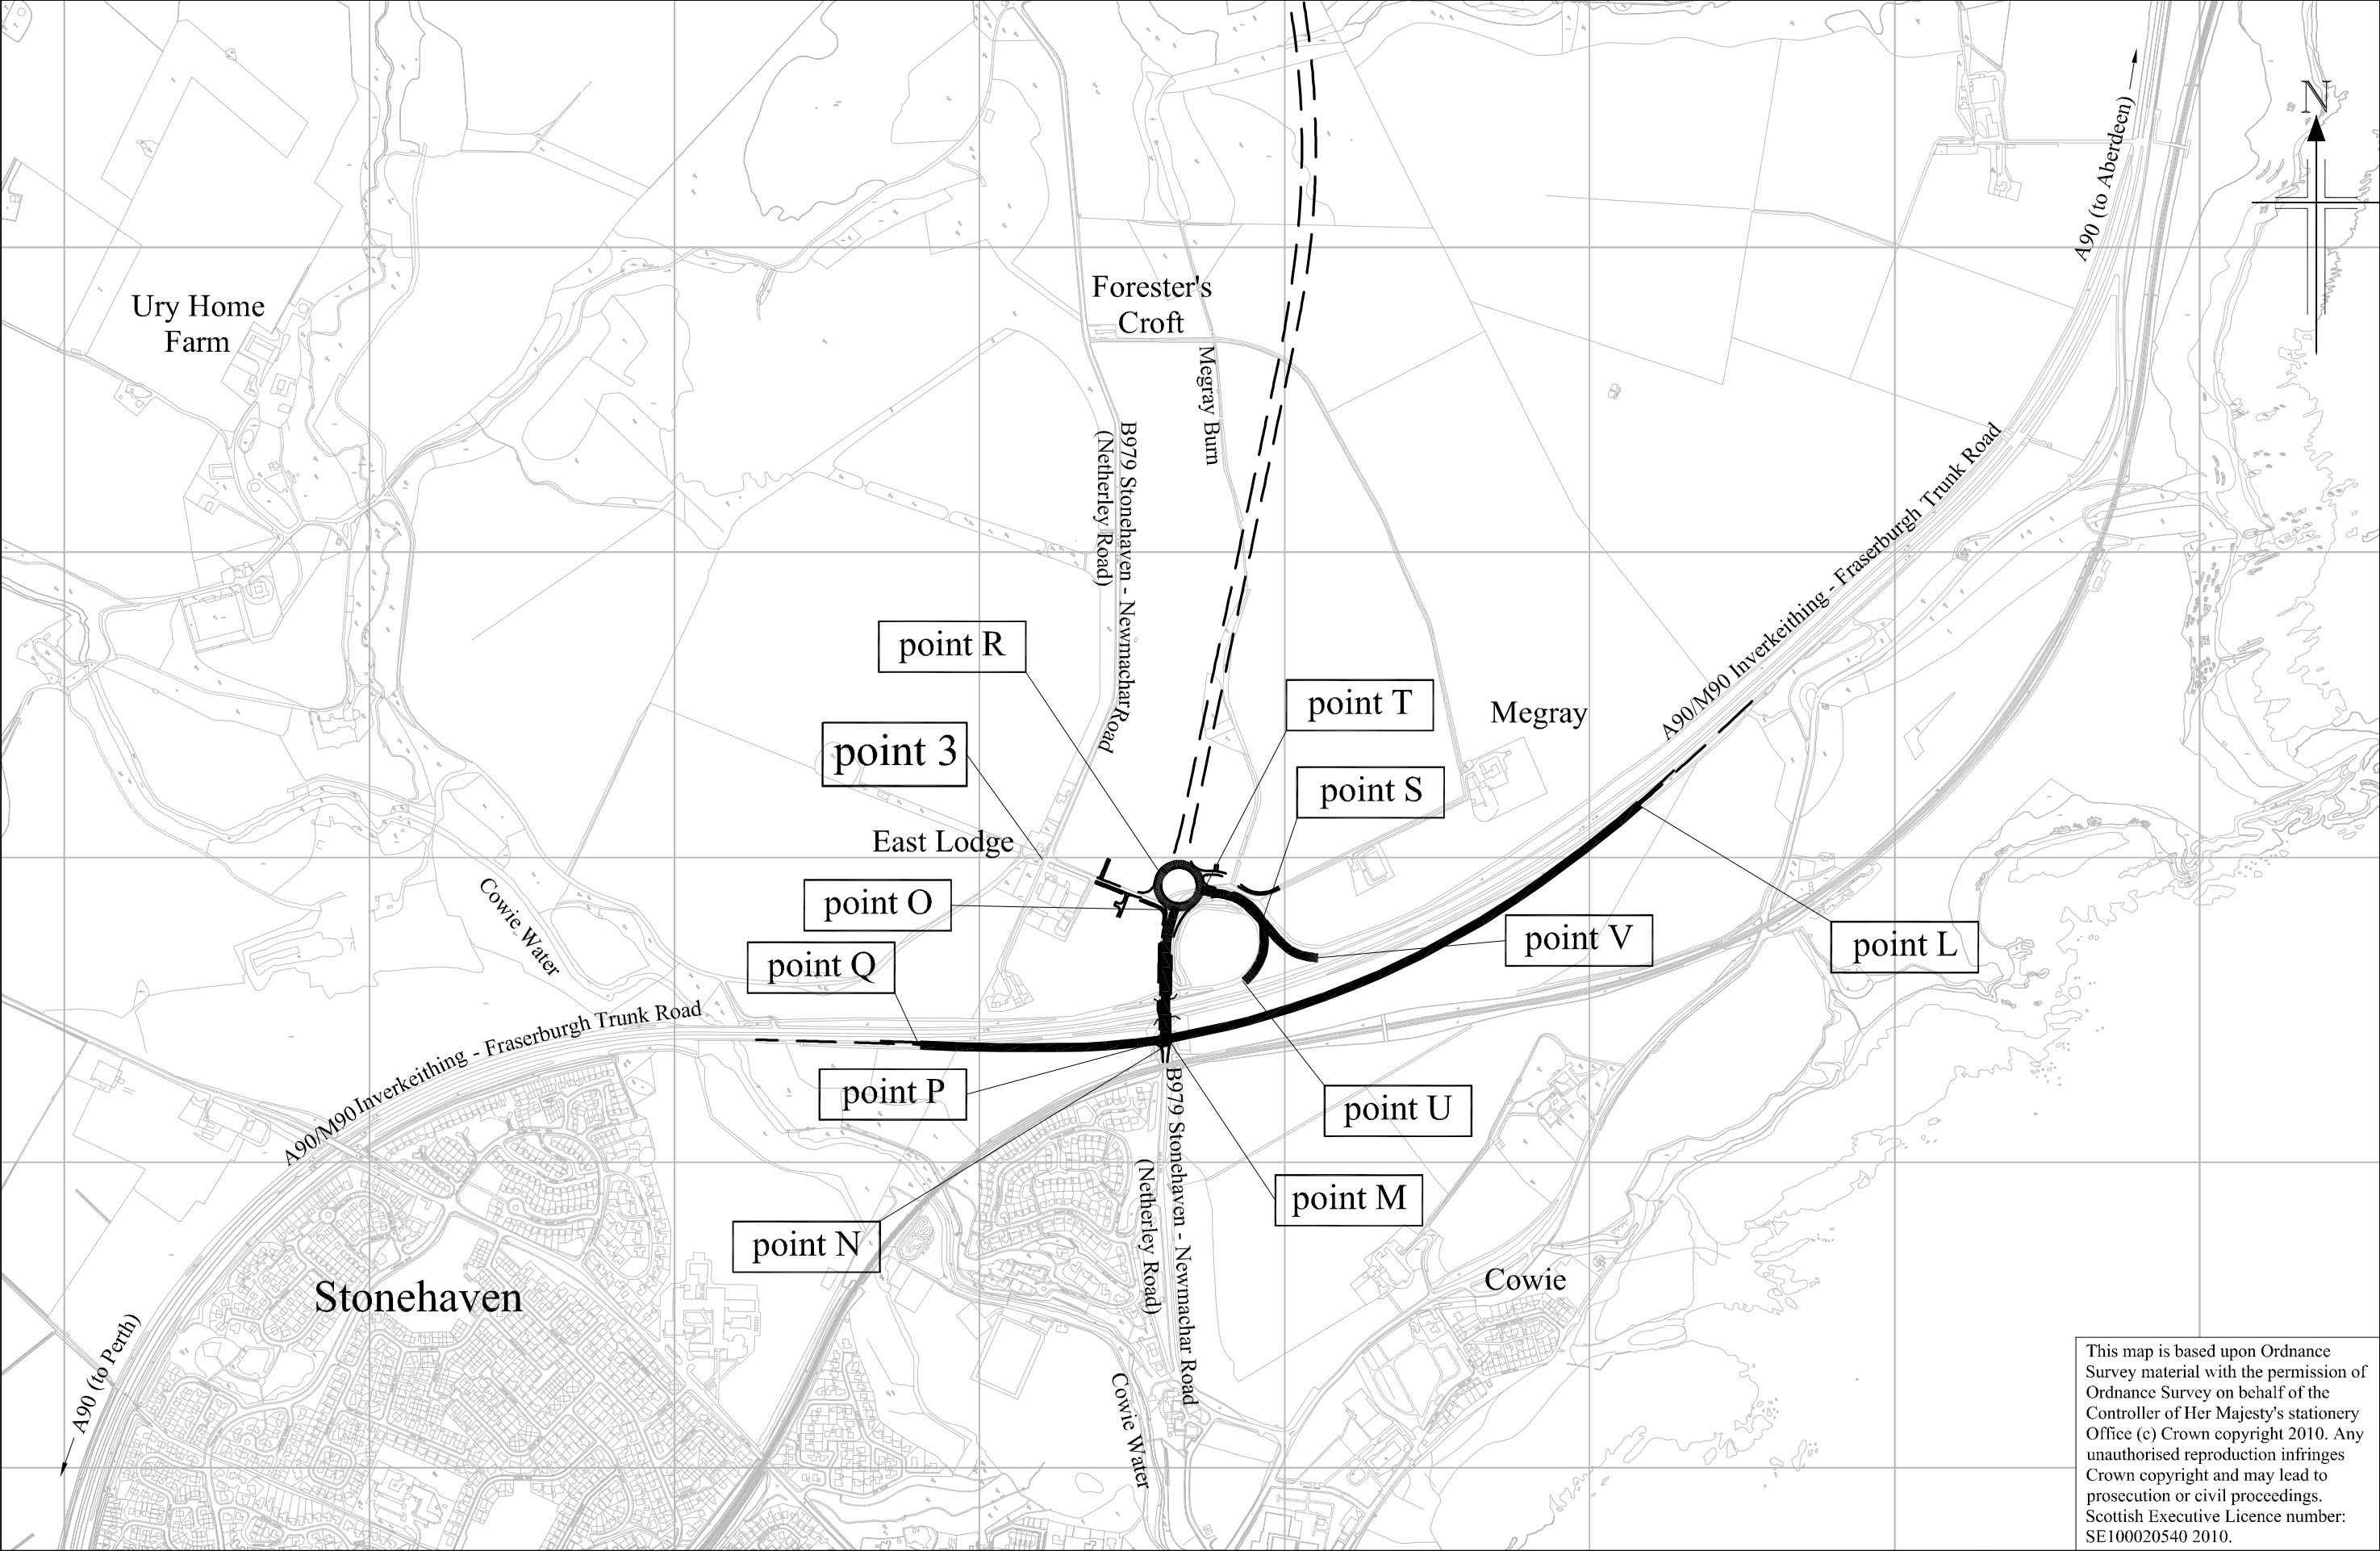 N
A90 (to Aberdeen)
Ury Home
Farm
Forester's
Croft
Megray Burn
B979 Stonehaven - Newmachar Road
(Netherley Road)
A90/M90 Inverkeithing - Fraserburgh Trunk Road
point R
point T
Megray
point 3
point S
East Lodge
point O
Cowie Water
point V
point L
point Q
A90/M90 Inverkeithing - Fraserburgh Trunk Road
point P
point U
B979 Stonehaven - Newmachar Road
(Netherley Road)
point M
point N
Stonehaven
Cowie
A90 (to Perth)
Cowie Water
This map is based upon Ordnance
Survey material with the permission of
Ordnance Survey on behalf of the
Controller of Her Majesty's stationery
Office (c) Crown copyright 2010. Any
unauthorised reproduction infringes
Crown copyright and may lead to
prosecution or civil proceedings.
Scottish Executive Licence number:
SE100020540 2010.